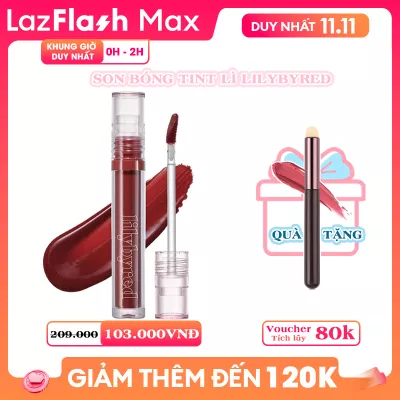 LazFlash Max
DUY NHẤT 11.11
KHUNG GIỜ
DUY NHẤT
0H - 2H
SON BÓNG TINT LÌ LILYBYRED
lilybyred
QUÀ TẶNG
209.000
103.000VNĐ
Voucher
Tích lũy
80k
GIẢM THÊM ĐẾN 120K